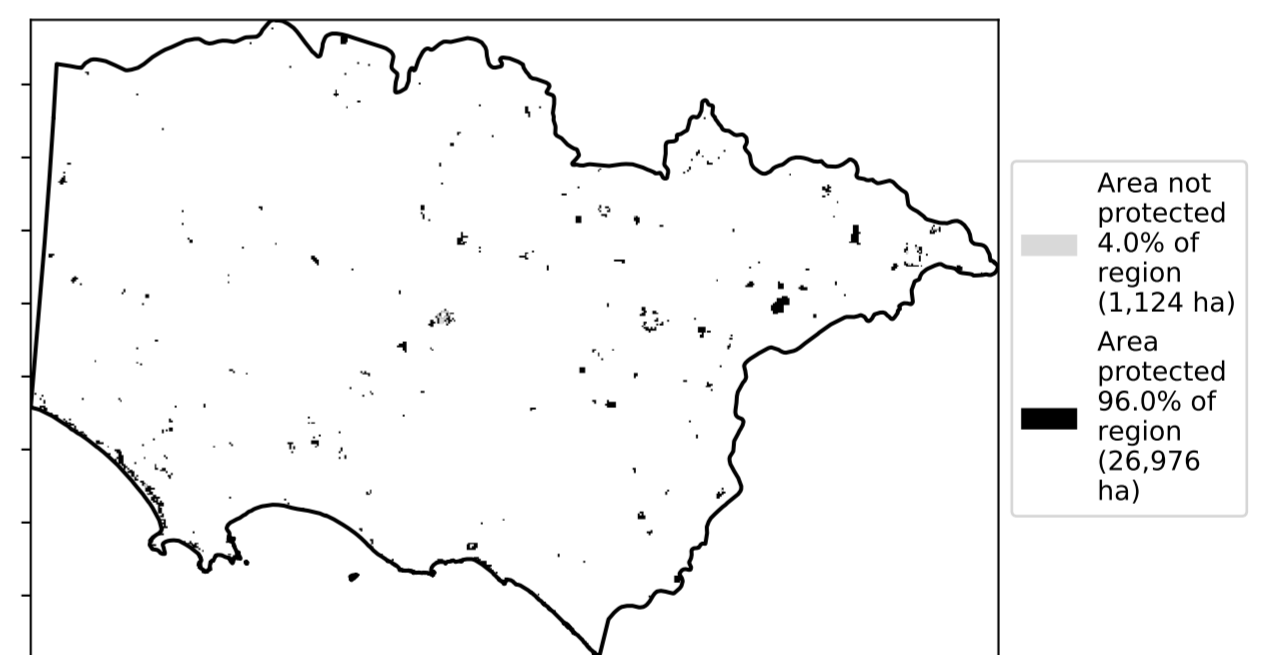 Area not
protected
4.0% of
region
(1,124 ha)
Area
protected
96.0% of
region
(26,976
ha)